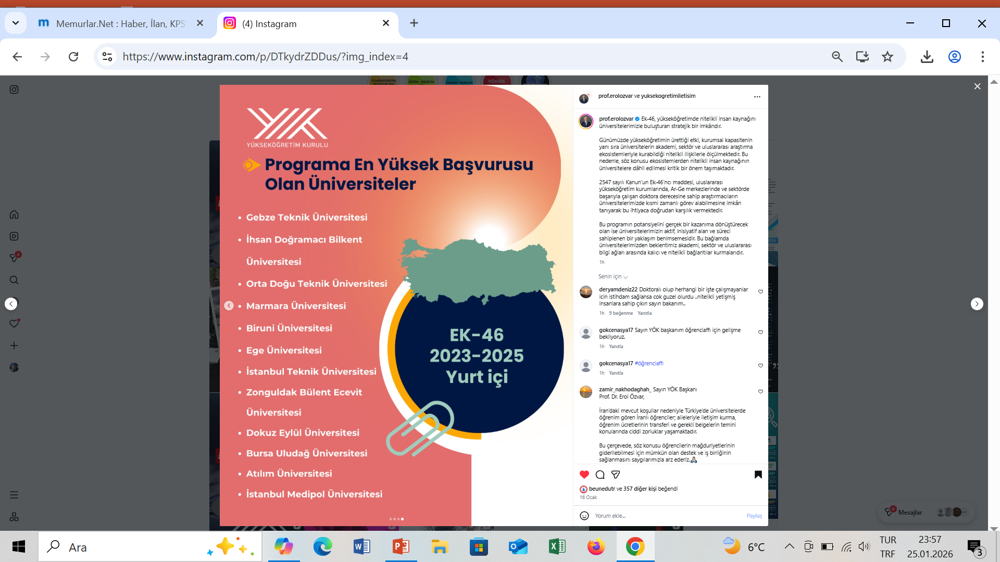 Memurlar.Net : Haber, İlan, KPS
(4) Instagram
https://www.instagram.com/p/DTkydrZDDus/?img_index=4
YÜKSEKÖĞRETİM KURULU
Programa En Yüksek Başvurusu
Olan Üniversiteler
• Gebze Teknik Üniversitesi
• İhsan Doğramacı Bilkent
Üniversitesi
• Orta Doğu Teknik Üniversitesi
• Marmara Üniversitesi
• Biruni Üniversitesi
• Ege Üniversitesi
• İstanbul Teknik Üniversitesi
• Zonguldak Bülent Ecevit
Üniversitesi
• Dokuz Eylül Üniversitesi
• Bursa Uludağ Üniversitesi
• Atılım Üniversitesi
• İstanbul Medipol Üniversitesi
EK-46
2023-2025
Yurt içi
prof.erolozvar ve yuksekogretimiletisim
prof.erolozvar Ek-46, yükseköğretimde nitelikli insan kaynağını
üniversitelerimizle buluşturan stratejik bir imkândır.
Günümüzde yükseköğretimin ürettiği etki, kurumsal kapasitenin
yanı sıra üniversitelerin akademi, sektör ve uluslararası araştırma
ekosistemleriyle kurabildiği nitelikli ilişkilerle ölçülmektedir. Bu
nedenle, söz konusu ekosistemlerden nitelikli insan kaynağının
üniversitelere dâhil edilmesi kritik bir önem taşımaktadır.
2547 sayılı Kanun'un Ek-46'ncı maddesi, uluslararası
yükseköğretim kurumlarında, Ar-Ge merkezlerinde ve sektörde
başarıyla çalışan doktora derecesine sahip araştırmacıların
üniversitelerimizde kısmi zamanlı görev alabilmesine imkân
tanıyarak bu ihtiyaca doğrudan karşılık vermektedir.
Bu programın potansiyelini gerçek bir kazanıma dönüştürecek
olan ise üniversitelerimizin aktif, inisiyatif alan ve süreci
sahiplenen bir yaklaşım benimsemesidir. Bu bağlamda
üniversitelerimizden beklentimiz akademi, sektör ve uluslararası
bilgi ağları arasında kalıcı ve nitelikli bağlantılar kurmalarıdır.
1h
Senin için
deryamdeniz22 Doktoralı olup herhangi bir işte çalışmayanlar
icin istihdam sağlansa cok guzel olurdu ..nitelikli yetişmiş
insanlara sahip çıkın sayın bakanım..
1h 9 beğenme Yanıtla
gokcenasya17 Sayın YÖK başkanım öğrenciaffı için gelişme
bekliyoruz.
1h Yanıtla
gokcenasya17 #öğrenciaffı
1h Yanıtla
zamir_nakhodaghah_ Sayın YÖK Başkanı
Prof. Dr. Erol Özvar,
İran'daki mevcut koşullar nedeniyle Türkiye'de üniversitelerde
öğrenim gören İranlı öğrenciler; aileleriyle iletişim kurma,
öğrenim ücretlerinin transferi ve gerekli belgelerin temini
konularında ciddi zorluklar yaşamaktadır.
Bu çerçevede, söz konusu öğrencilerin mağduriyetlerinin
giderilebilmesi için mümkün olan destek ve iş birliğinin
sağlanmasını saygılarımızla arz ederiz.🙏🏻
beunedutr ve 357 diğer kişi beğendi
16 Ocak
Yorum ekle...
Paylaş
4
4
Mesajlar
Ara
6°C
TUR
TRF
23:57
25.01.2026
3